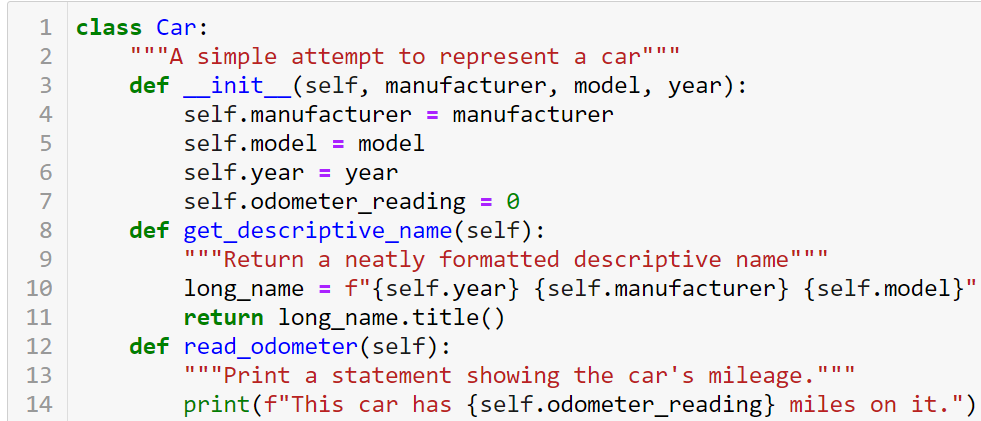 1 class Car:
2     """A simple attempt to represent a car"""
3     def __init__(self, manufacturer, model, year):
4         self.manufacturer = manufacturer
5         self.model = model
6         self.year = year
7         self.odometer_reading = 0
8     def get_descriptive_name(self):
9         """Return a neatly formatted descriptive name"""
10         long_name = f"{self.year} {self.manufacturer} {self.model}"
11         return long_name.title()
12     def read_odometer(self):
13         """Print a statement showing the car's mileage."""
14         print(f"This car has {self.odometer_reading} miles on it.")